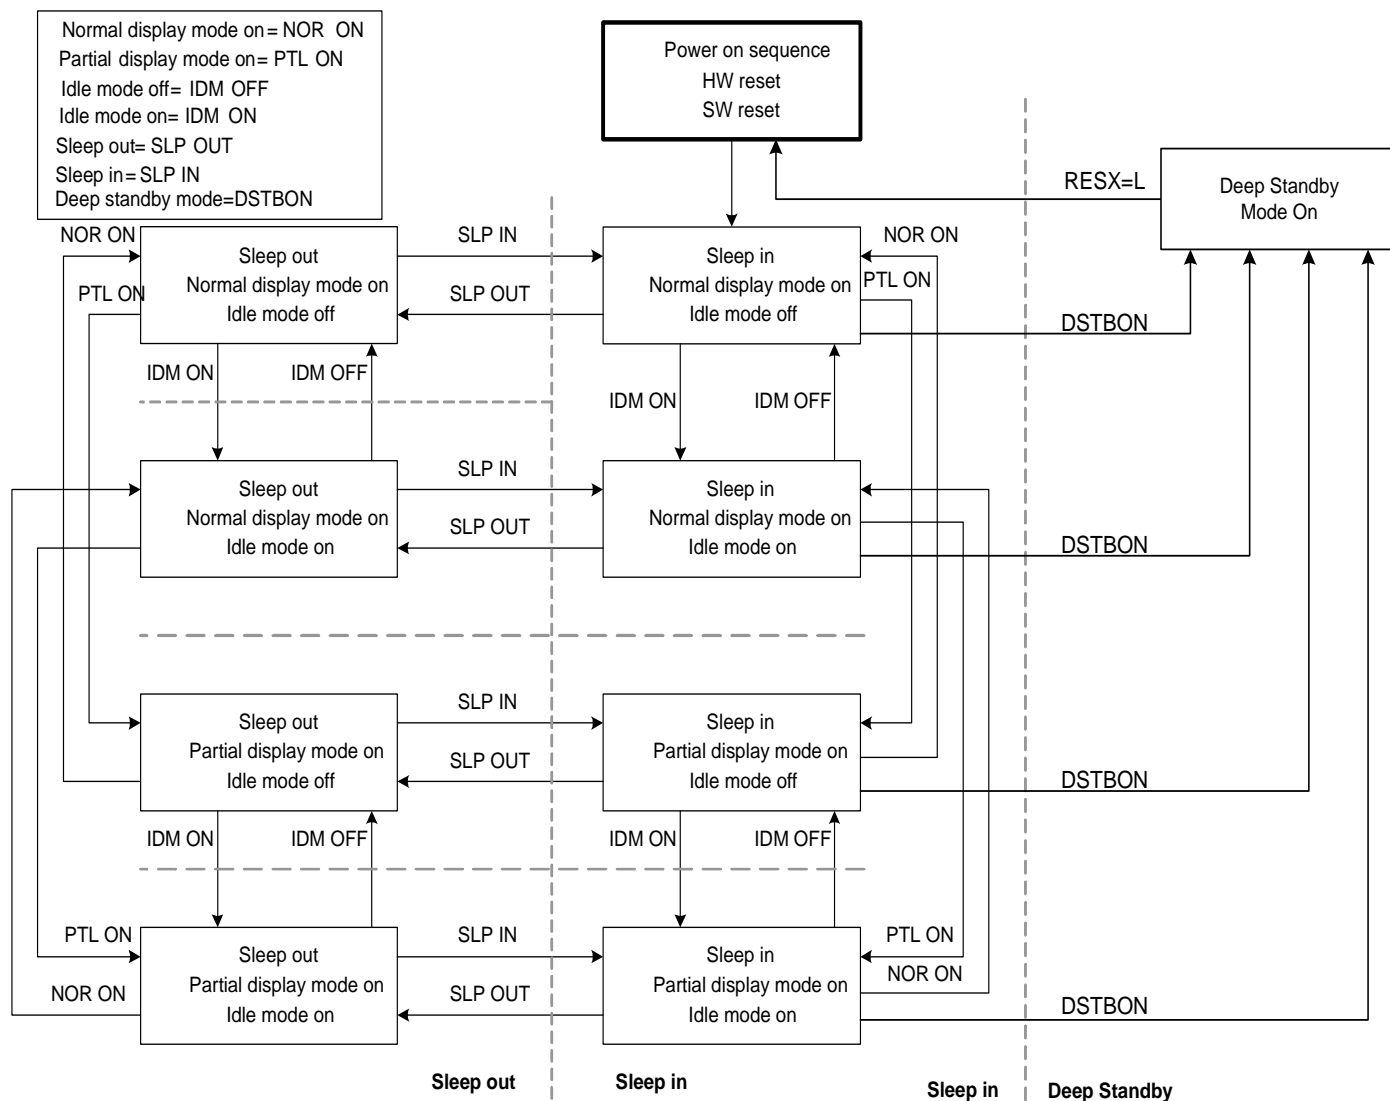 Normal display mode on= NOR ON
Partial display mode on= PTL ON
Idle mode off= IDM OFF
Idle mode on= IDM ON
Sleep out= SLP OUT
Sleep in=SLP IN
Deep standby mode=DSTBON
Power on sequence
HW reset
SW reset
RESX=L
Deep Standby
Mode On
NOR ON
PTL ON
Sleep out
Normal display mode on
Idle mode off
SLP IN
SLP OUT
Sleep in
Normal display mode on
Idle mode off
NOR ON
PTL ON
DSTBON
IDM ON
IDM OFF
IDM ON
IDM OFF
Sleep out
Normal display mode on
Idle mode on
SLP IN
SLP OUT
Sleep in
Normal display mode on
Idle mode on
DSTBON
Sleep out
Partial display mode on
Idle mode off
SLP IN
SLP OUT
Sleep in
Partial display mode on
Idle mode off
DSTBON
IDM ON
IDM OFF
IDM ON
IDM OFF
PTL ON
NOR ON
Sleep out
Partial display mode on
Idle mode on
SLP IN
SLP OUT
Sleep in
Partial display mode on
Idle mode on
PTL ON
NOR ON
DSTBON
Sleep out
Sleep in
Sleep in
Deep Standby